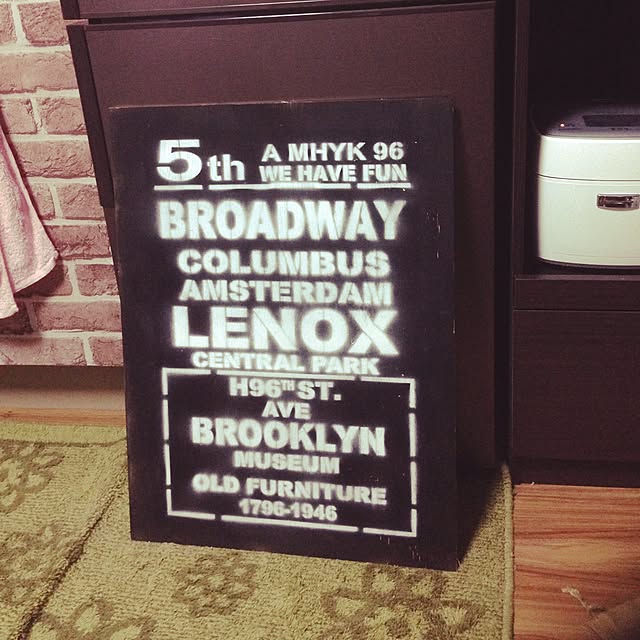 5th A MHYK 96
WE HAVE FUN
BROADWAY
COLUMBUS
AMSTERDAM
LENOX
CENTRAL PARK
H96TH ST.
AVE
BROOKLYN
MUSEUM
OLD FURNITURE
1796-1946